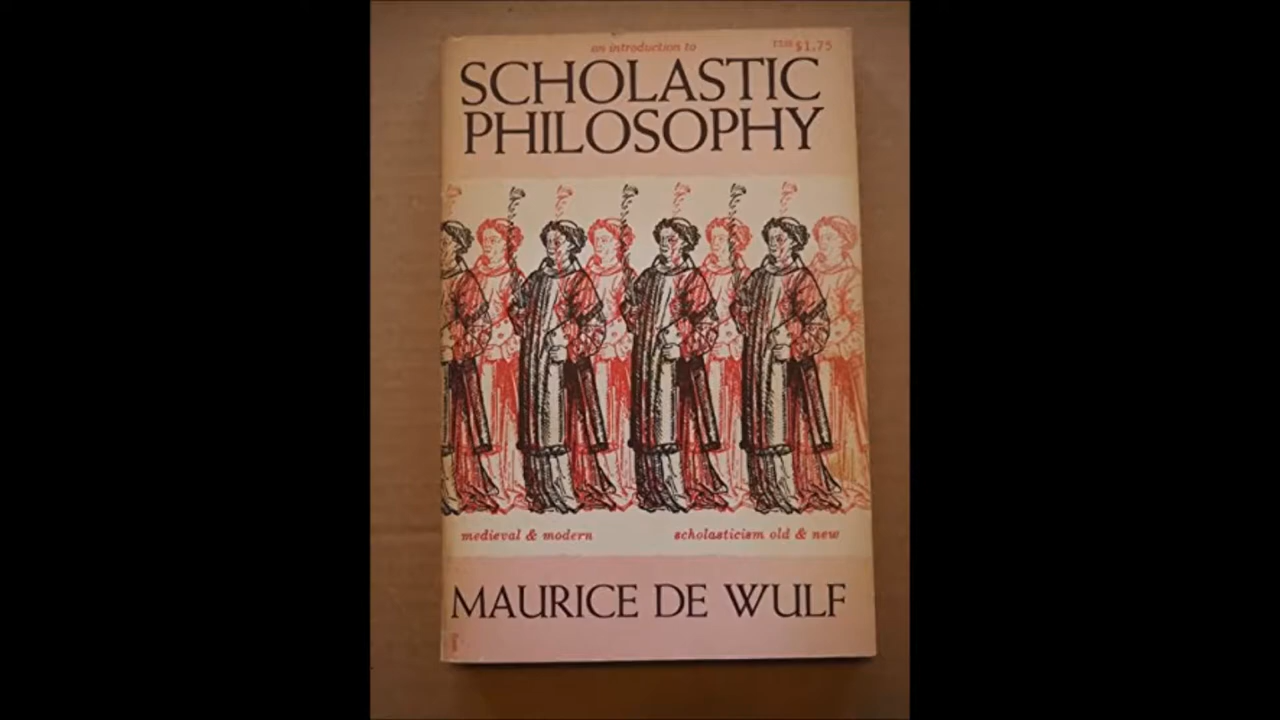 an introduction to
$1.75
SCHOLASTIC
PHILOSOPHY
medieval & modern
scholasticism old & new
MAURICE DE WULF